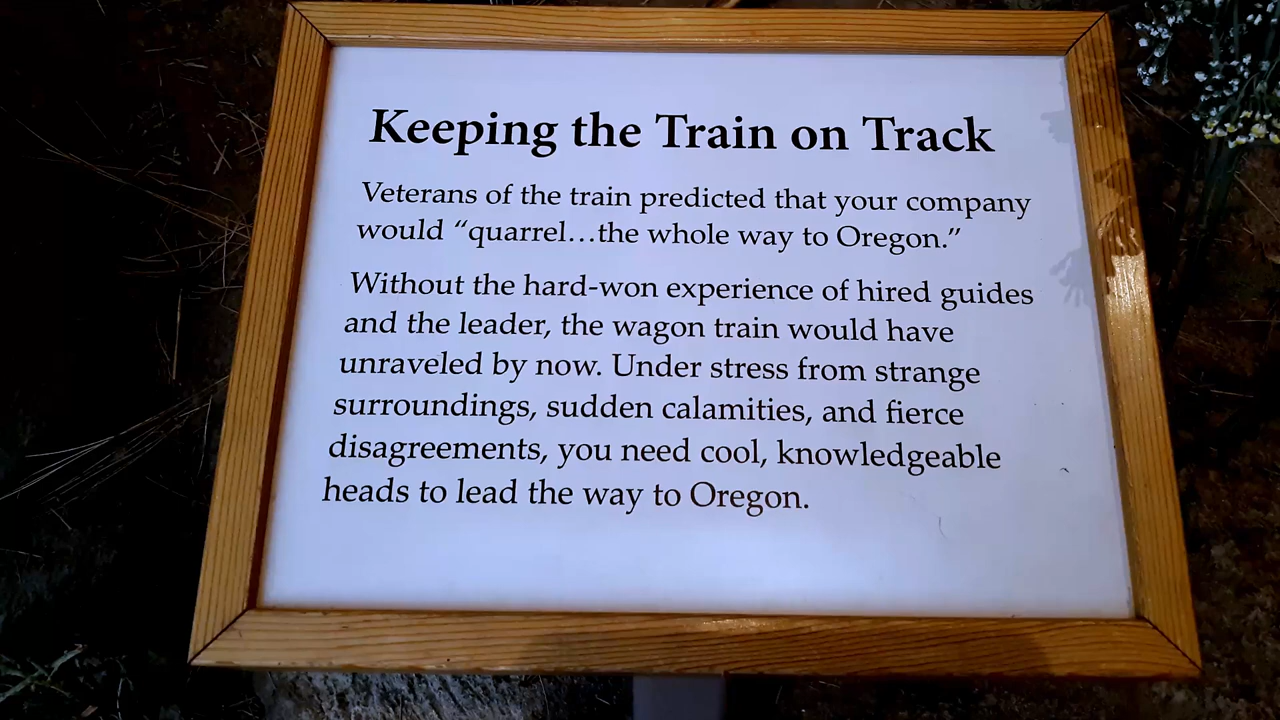 Keeping the Train on Track
Veterans of the train predicted that your company
would “quarrel…the whole way to Oregon.”
Without the hard-won experience of hired guides
and the leader, the wagon train would have
unraveled by now. Under stress from strange
surroundings, sudden calamities, and fierce
disagreements, you need cool, knowledgeable
heads to lead the way to Oregon.